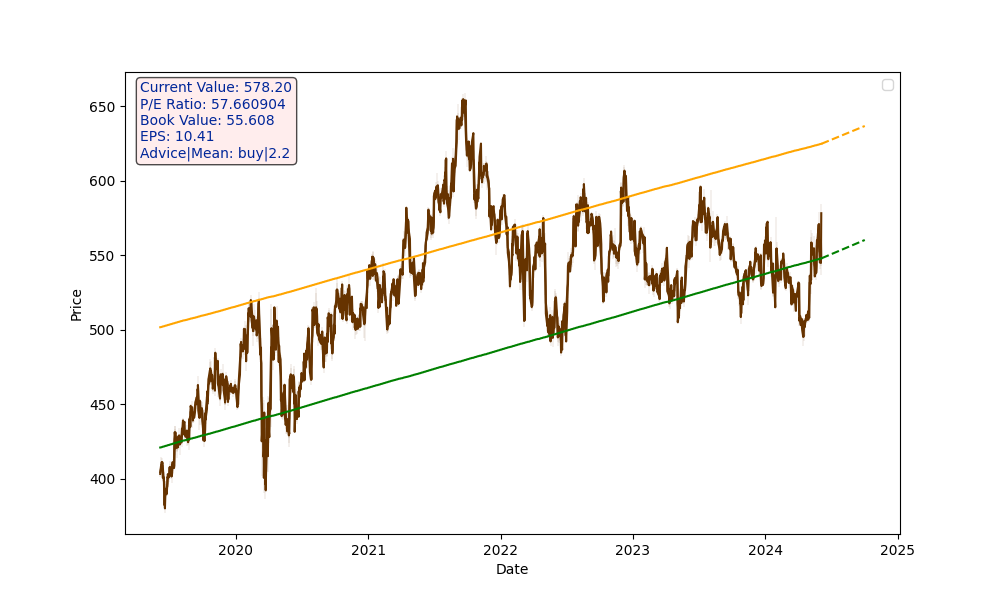 Current Value: 578.20
P/E Ratio: 57.660904
Book Value: 55.608
EPS: 10.41
Advice|Mean: buy|2.2
650
600
550
500
450
400
Price
2020
2021
2022
2023
2024
2025
Date